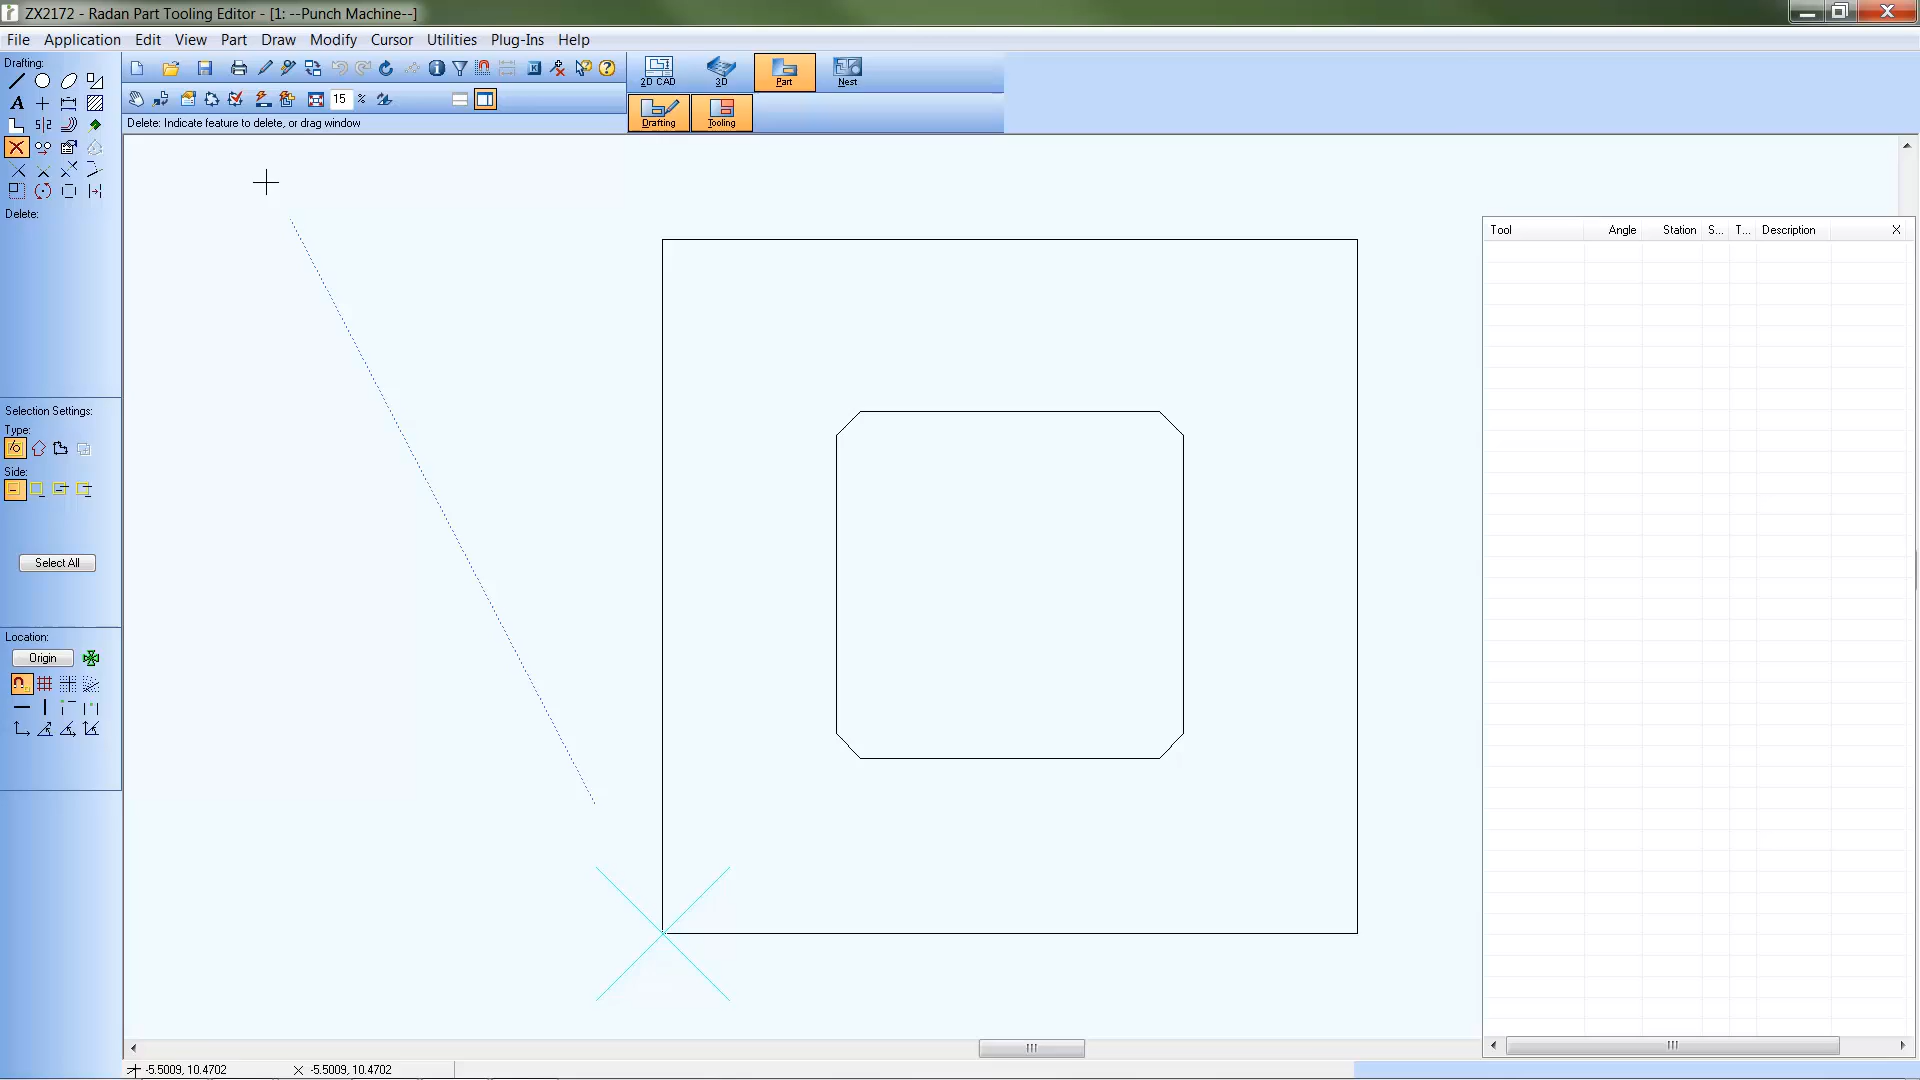 ZX2172 - Radan Part Tooling Editor - [1: --Punch Machine--]
File Application Edit View Part Draw Modify Cursor Utilities Plug-Ins Help
Drafting:
15 %
2D CAD
3D
Part
Nest
Drafting
Tooling
Delete: Indicate feature to delete, or drag window
Delete:
Selection Settings:
Type:
Side:
Select All
Location:
Origin
Tool Angle Station S... T... Description X
-5.5009, 10.4702 -5.5009, 10.4702